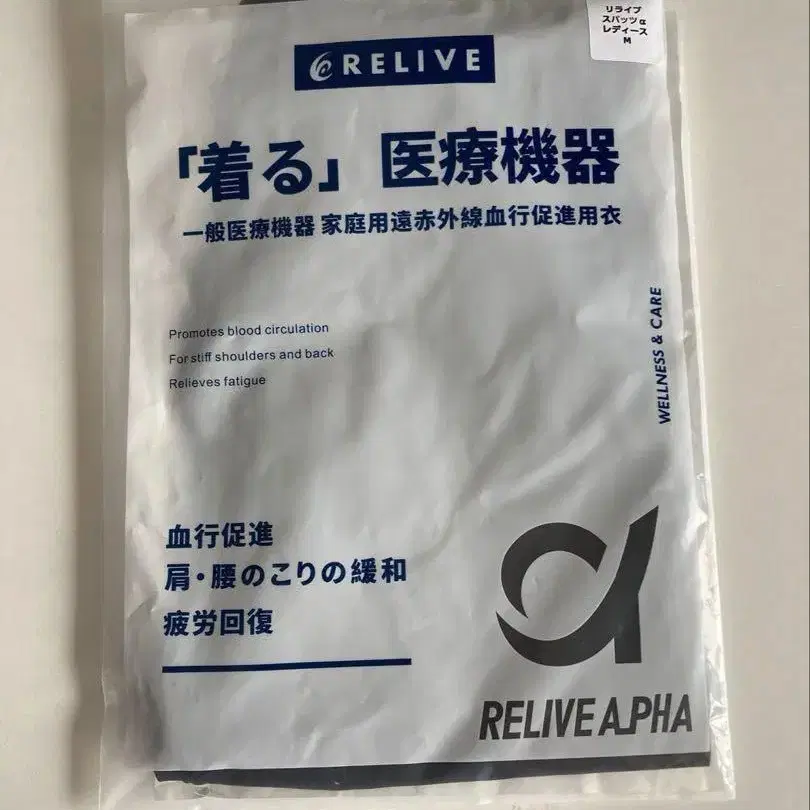 リライブ
スパッツα
レディース
M
RELIVE
「着る」医療機器
一般医療機器 家庭用遠赤外線血行促進用衣
Promotes blood circulation
For stiff shoulders and back
Relieves fatigue
WELLNESS & CARE
血行促進
肩・腰のこりの緩和
疲労回復
α
RELIVE ALPHA